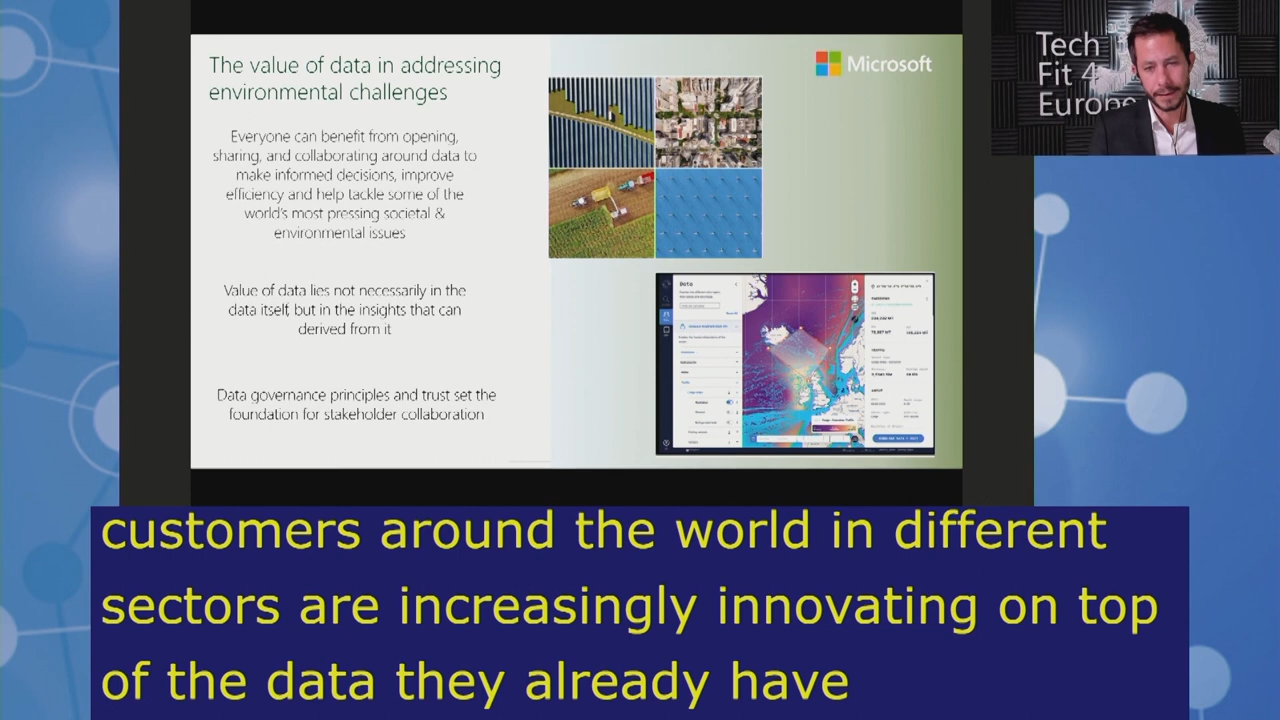 The value of data in addressing
environmental challenges
Everyone can benefit from opening,
sharing, and collaborating around data to
make informed decisions, improve
efficiency and help tackle some of the
world's most pressing societal &
environmental issues
Value of data lies not necessarily in the
data itself, but in the insights that can
derived from it
Data governance principles and trust set the
foundation for stakeholder collaboration
Microsoft
Data
Tech
Fit 4
Europe
customers around the world in different
sectors are increasingly innovating on top
of the data they already have